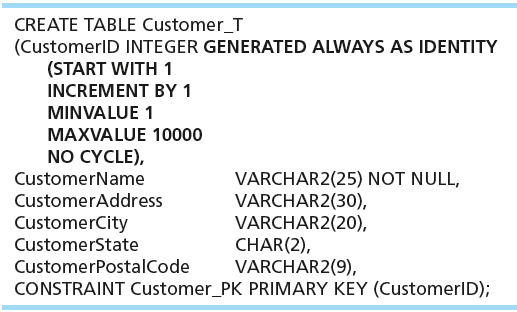 CREATE TABLE Customer_T
(CustomerID INTEGER GENERATED ALWAYS AS IDENTITY
(START WITH 1
INCREMENT BY 1
MINVALUE 1
MAXVALUE 10000
NO CYCLE),
CustomerName VARCHAR2(25) NOT NULL,
CustomerAddress VARCHAR2(30),
CustomerCity VARCHAR2(20),
CustomerState CHAR(2),
CustomerPostalCode VARCHAR2(9),
CONSTRAINT Customer_PK PRIMARY KEY (CustomerID);